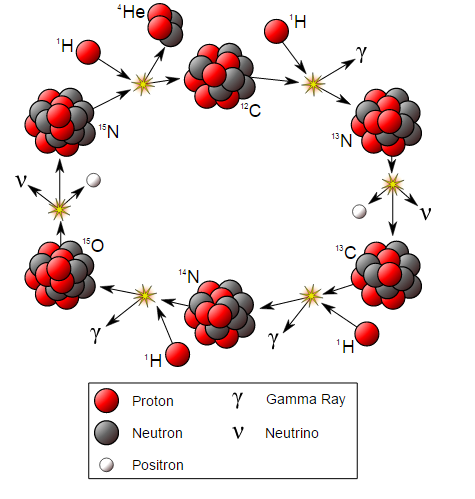 ⁴He
¹H
¹H
γ
¹²C
¹⁵N
¹³N
ν
ν
¹⁵O
¹³C
¹⁴N
γ
γ
¹H
¹H
Proton γ Gamma Ray
Neutron ν Neutrino
Positron